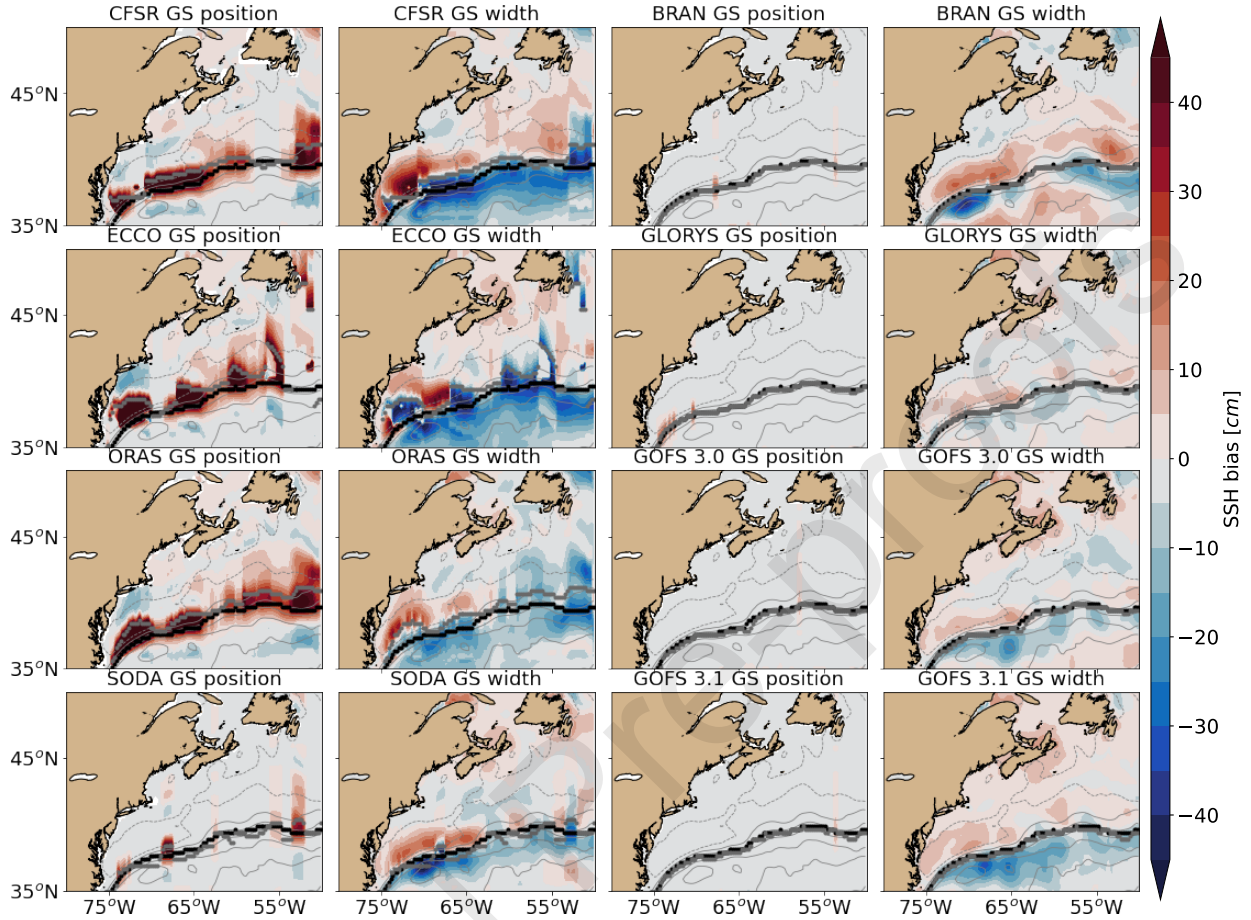 CFSR GS position CFSR GS width BRAN GS position BRAN GS width
45°N
35°N
ECCO GS position ECCO GS width GLORYS GS position GLORYS GS width
45°N
35°N
ORAS GS position ORAS GS width GOFS 3.0 GS position GOFS 3.0 GS width
45°N
35°N
SODA GS position SODA GS width GOFS 3.1 GS position GOFS 3.1 GS width
45°N
35°N
75°W 65°W 55°W 75°W 65°W 55°W 75°W 65°W 55°W 75°W 65°W 55°W
40
30
20
10
0
−10
−20
−30
−40
SSH bias [cm]
Preproofs